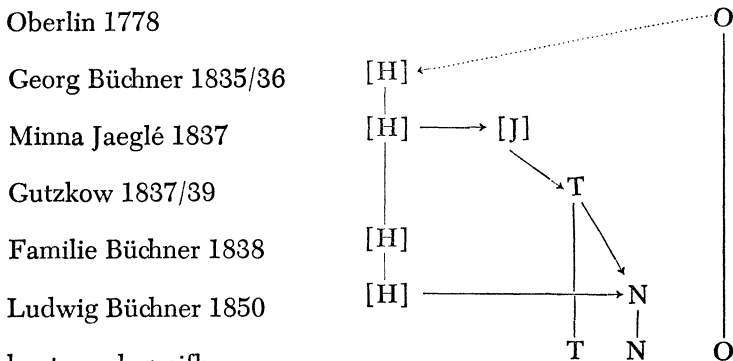 Oberlin 1778 O
Georg Büchner 1835/36 [H]
Minna Jaeglé 1837 [H] [J]
Gutzkow 1837/39 T
Familie Büchner 1838 [H]
Ludwig Büchner 1850 [H] N
T N O